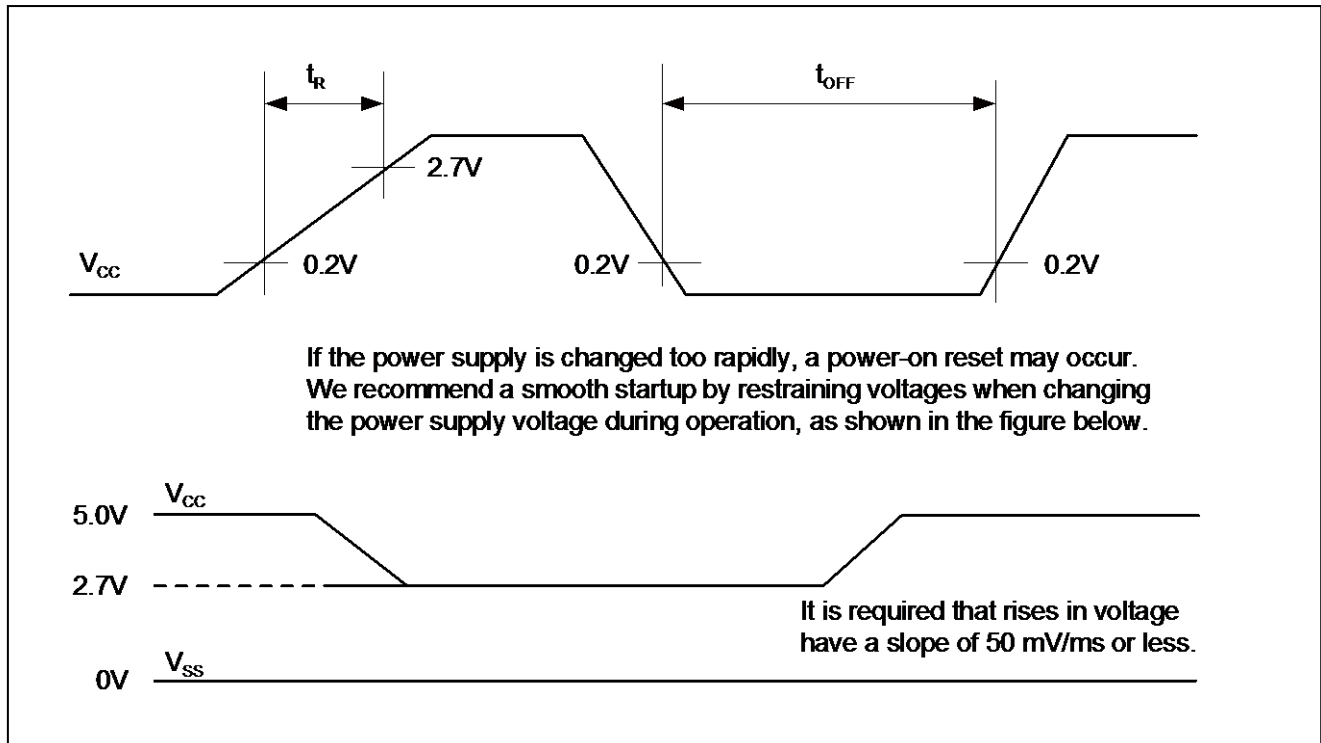 tR
tOFF
2.7V
VCC
0.2V
0.2V
0.2V
If the power supply is changed too rapidly, a power-on reset may occur.
We recommend a smooth startup by restraining voltages when changing
the power supply voltage during operation, as shown in the figure below.
VCC
5.0V
2.7V
It is required that rises in voltage
have a slope of 50 mV/ms or less.
VSS
0V